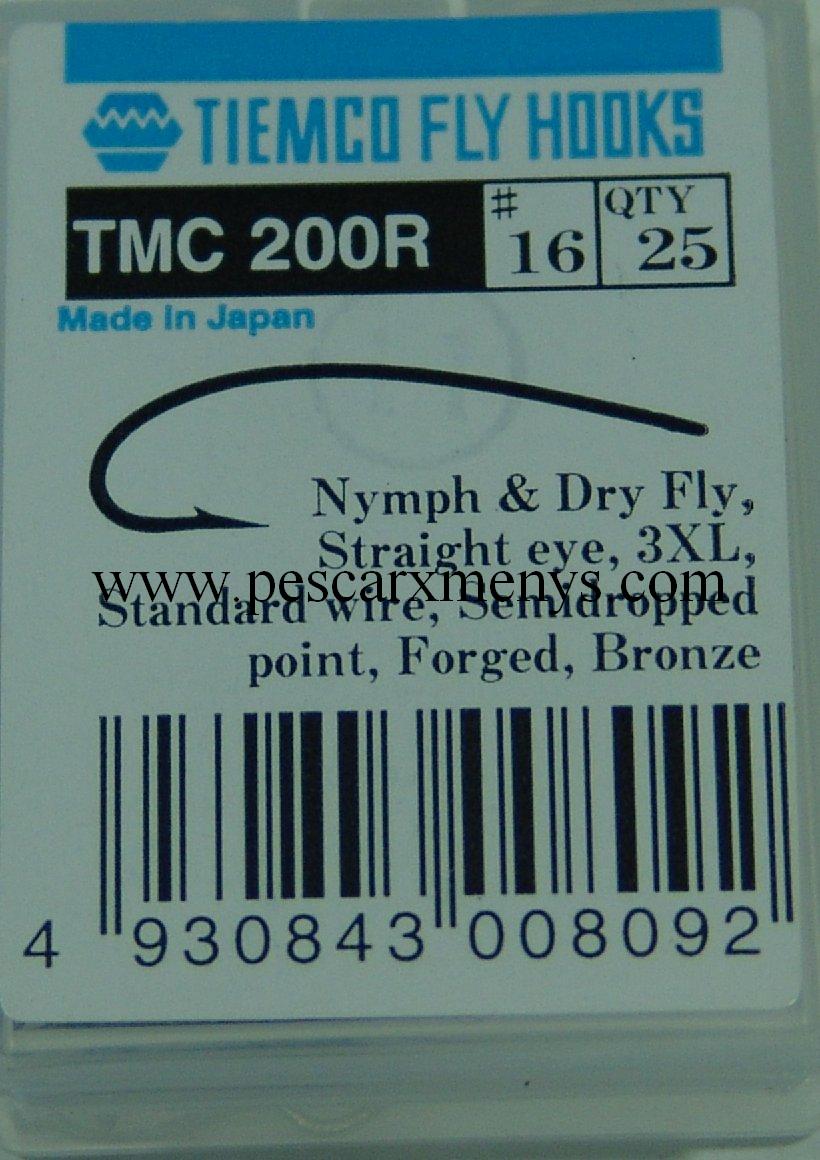 TIEMCO FLY HOOKS
TMC 200R
#
16
QTY
25
Made in Japan
Nymph & Dry Fly,
Straight eye, 3XL,
www.pescarxmenys.com
Standard wire, Semidropped
point, Forged, Bronze
4 930843 008092